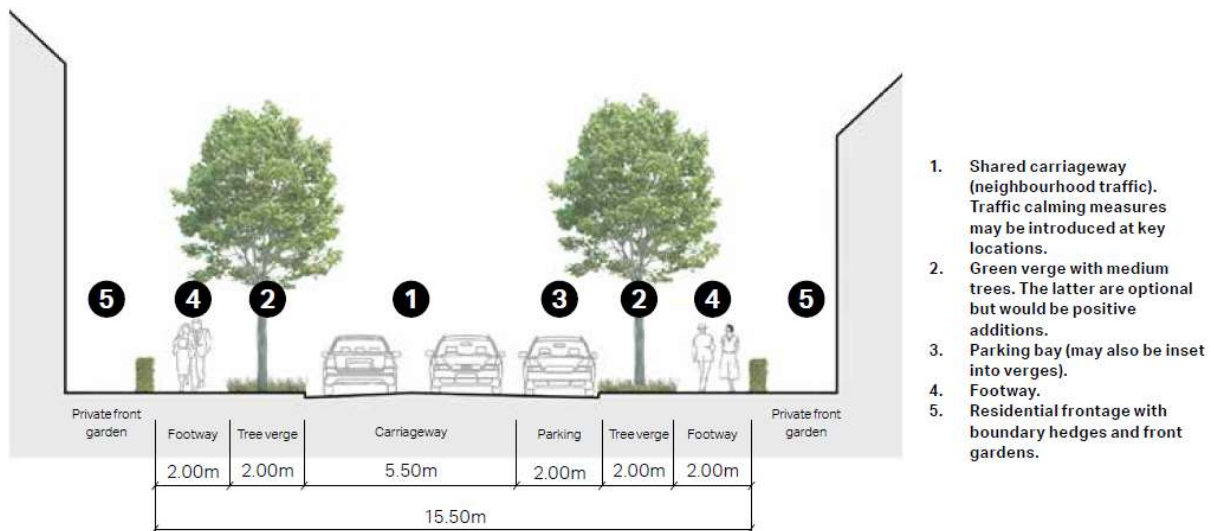 5
4
2
1
3
2
4
5
Private front
garden
Footway
Tree verge
Carriageway
Parking
Tree verge
Footway
Private front
garden
2.00m
2.00m
5.50m
2.00m
2.00m
2.00m
15.50m
1. Shared carriageway
(neighbourhood traffic).
Traffic calming measures
may be introduced at key
locations.
2. Green verge with medium
trees. The latter are optional
but would be positive
additions.
3. Parking bay (may also be inset
into verges).
4. Footway.
5. Residential frontage with
boundary hedges and front
gardens.